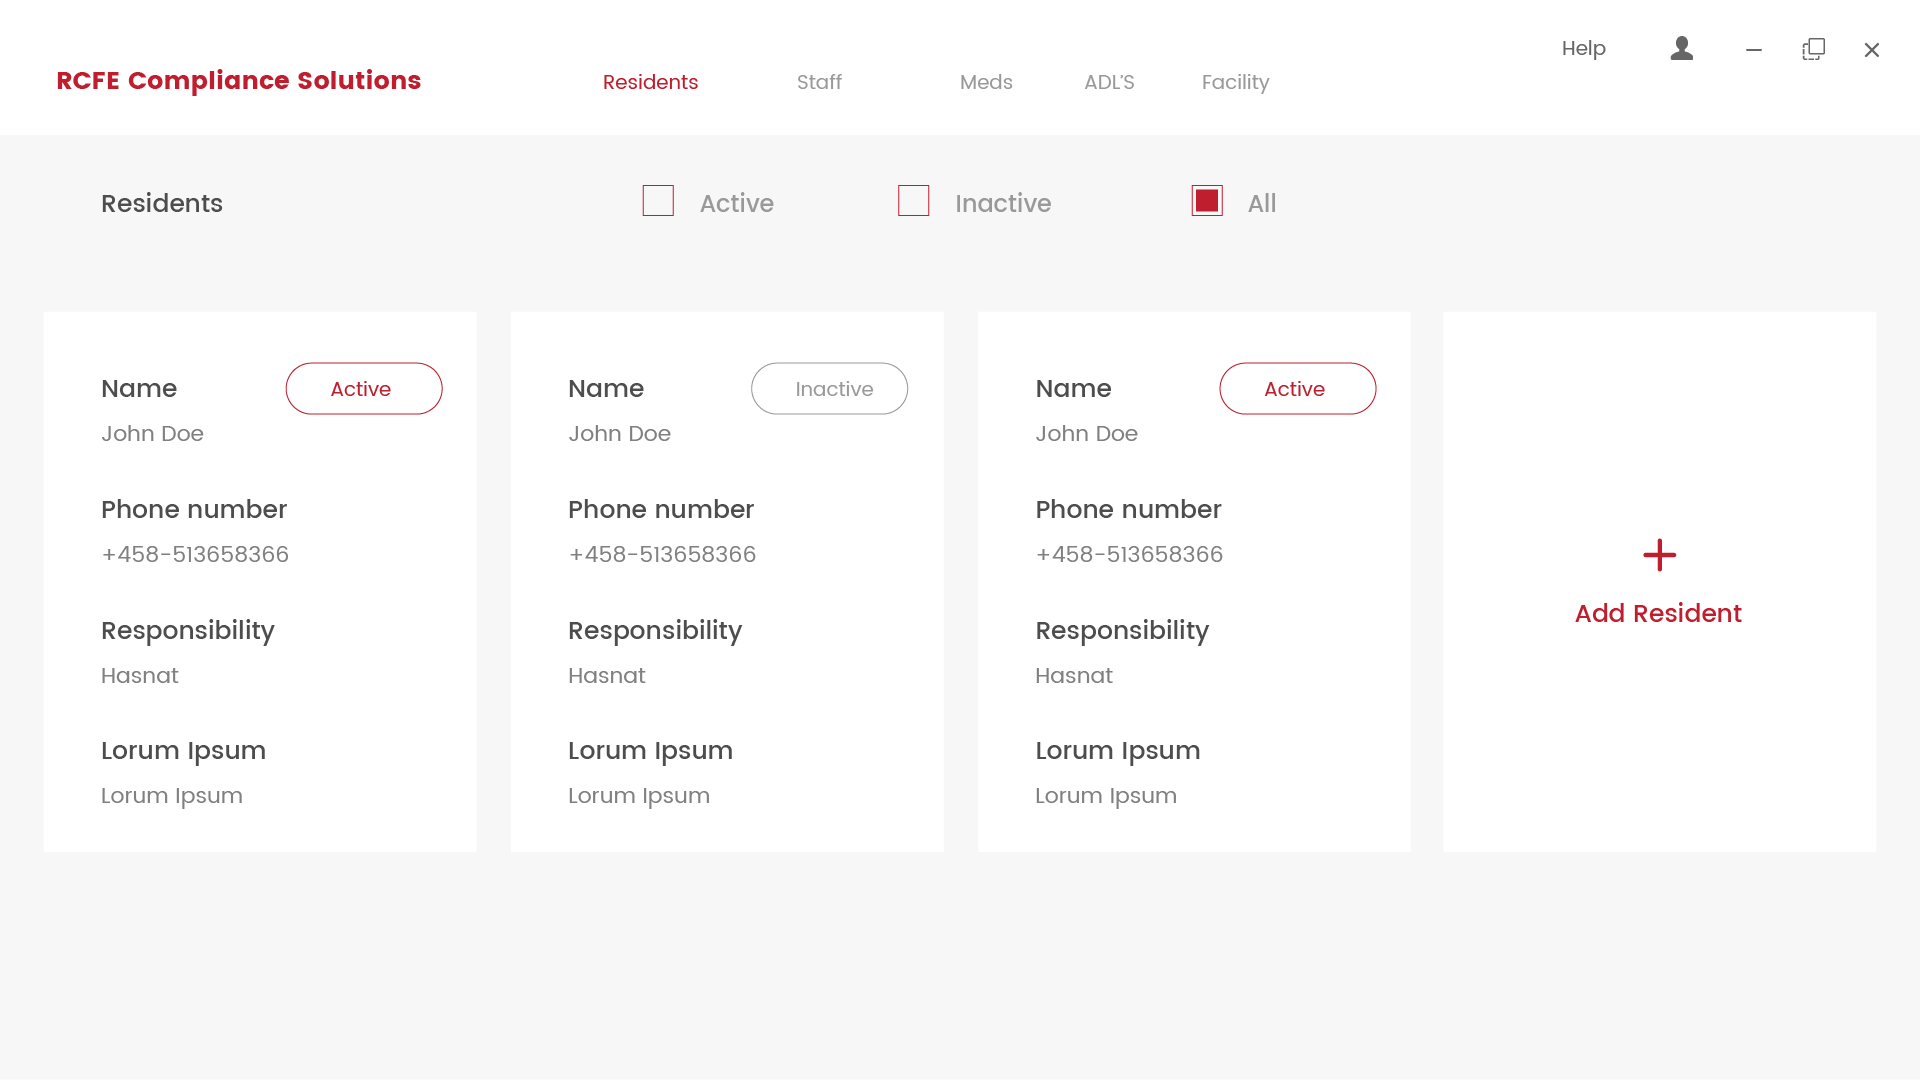 Help
RCFE Compliance Solutions
Residents Staff Meds ADL'S Facility
Residents Active Inactive All
Name Active
John Doe
Phone number
+458-513658366
Responsibility
Hasnat
Lorum Ipsum
Lorum Ipsum
Name Inactive
John Doe
Phone number
+458-513658366
Responsibility
Hasnat
Lorum Ipsum
Lorum Ipsum
Name Active
John Doe
Phone number
+458-513658366
Responsibility
Hasnat
Lorum Ipsum
Lorum Ipsum
Add Resident